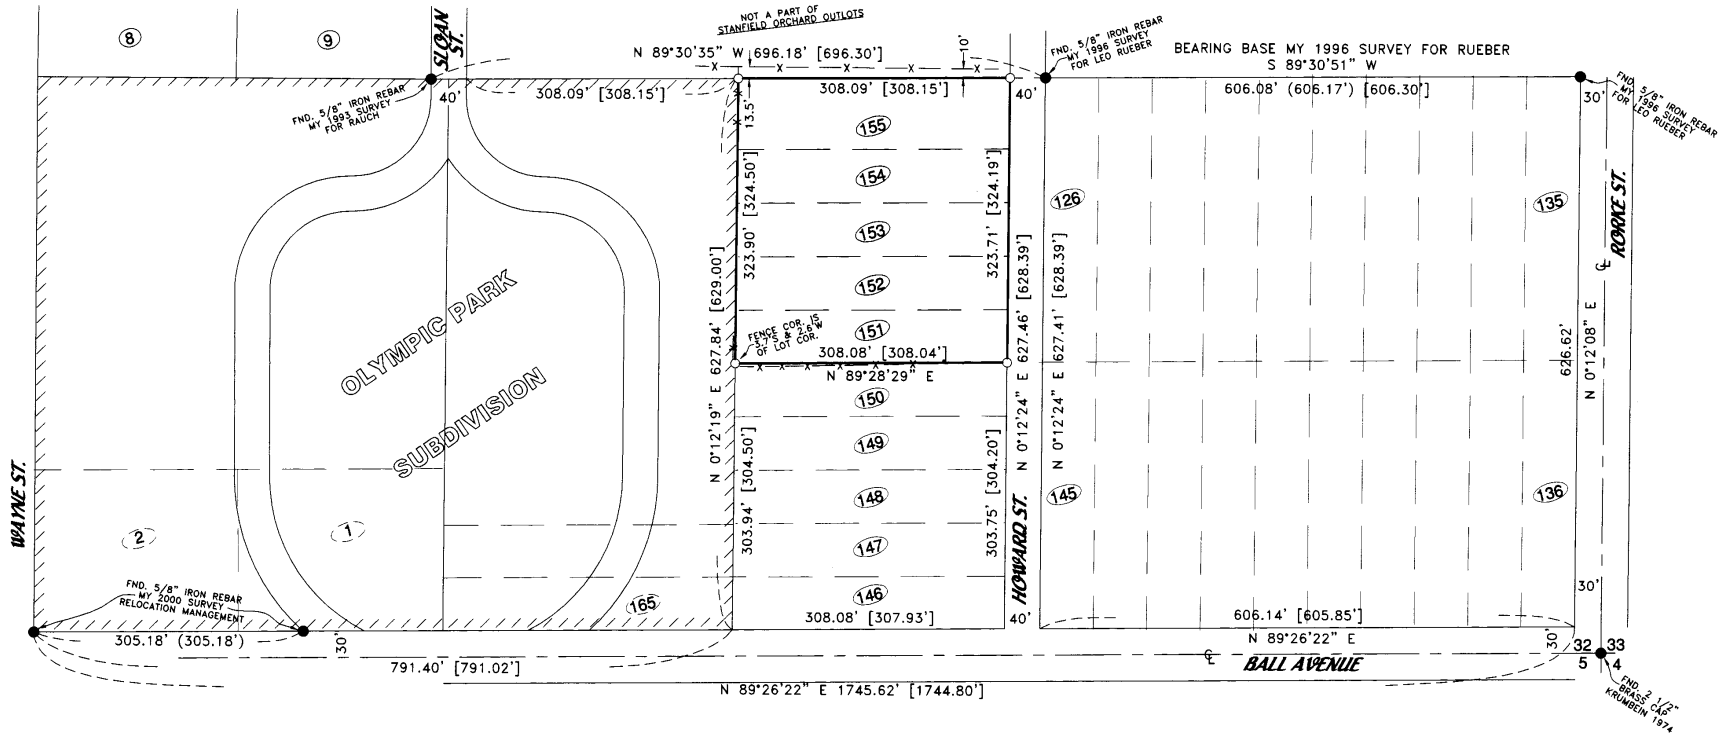 NOT A PART OF
STANFIELD ORCHARD OUTLOTS
8
9
SLOAN
ST.
N 89°30'35" W 696.18' [696.30']
10'
FND. 5/8" IRON REBAR
MY 1996 SURVEY
FOR LEO RUEBER
BEARING BASE MY 1996 SURVEY FOR RUEBER
S 89°30'51" W
FND. 5/8" IRON REBAR
MY 1993 SURVEY
FOR RAUCH
40'
308.09' [308.15']
308.09' [308.15']
40'
606.08' (606.17') [606.30']
30'
FND. 5/8" IRON REBAR
MY 1996 SURVEY
FOR LEO RUEBER
13.5'
155
154
153
152
151
323.90' [324.50']
323.71' [324.19']
126
135
RORKE ST.
℄
OLYMPIC PARK
SUBDIVISION
N 0°12'19" E 627.84' [629.00']
FENCE COR. IS
3.7'S & 2.6'W
OF LOT COR.
308.08' [308.04']
N 89°28'29" E
N 0°12'24" E 627.46' [628.39']
N 0°12'24" E 627.41' [628.39']
626.62'
N 0°12'08" E
150
149
148
147
146
303.94' [304.50']
303.75' [304.20']
145
136
WAYNE ST.
2
1
165
HOWARD ST.
FND. 5/8" IRON REBAR
MY 2000 SURVEY
RELOCATION MANAGEMENT
305.18' (305.18')
30'
308.08' [307.93']
40'
606.14' [605.85']
30'
N 89°26'22" E
30'
32 33
5 4
791.40' [791.02']
℄
BALL AVENUE
N 89°26'22" E 1745.62' [1744.80']
FND. 2 1/2"
BRASS CAP
KRUMBEIN 1974